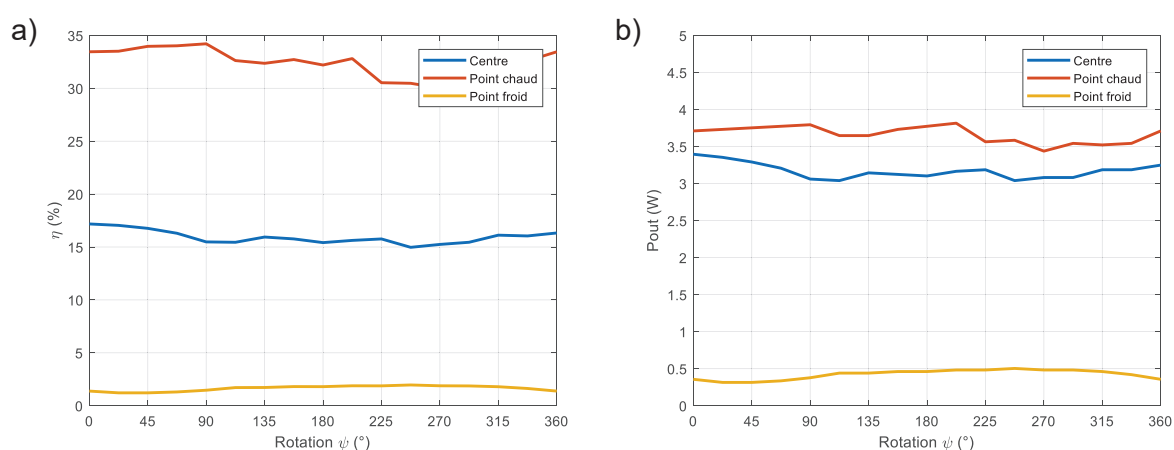 a)
35
30
25
20
15
10
5
0
η (%)
0 45 90 135 180 225 270 315 360
Rotation ψ (°)
Centre
Point chaud
Point froid
b)
5
4.5
4
3.5
3
2.5
2
1.5
1
0.5
0
Pout (W)
0 45 90 135 180 225 270 315 360
Rotation ψ (°)
Centre
Point chaud
Point froid